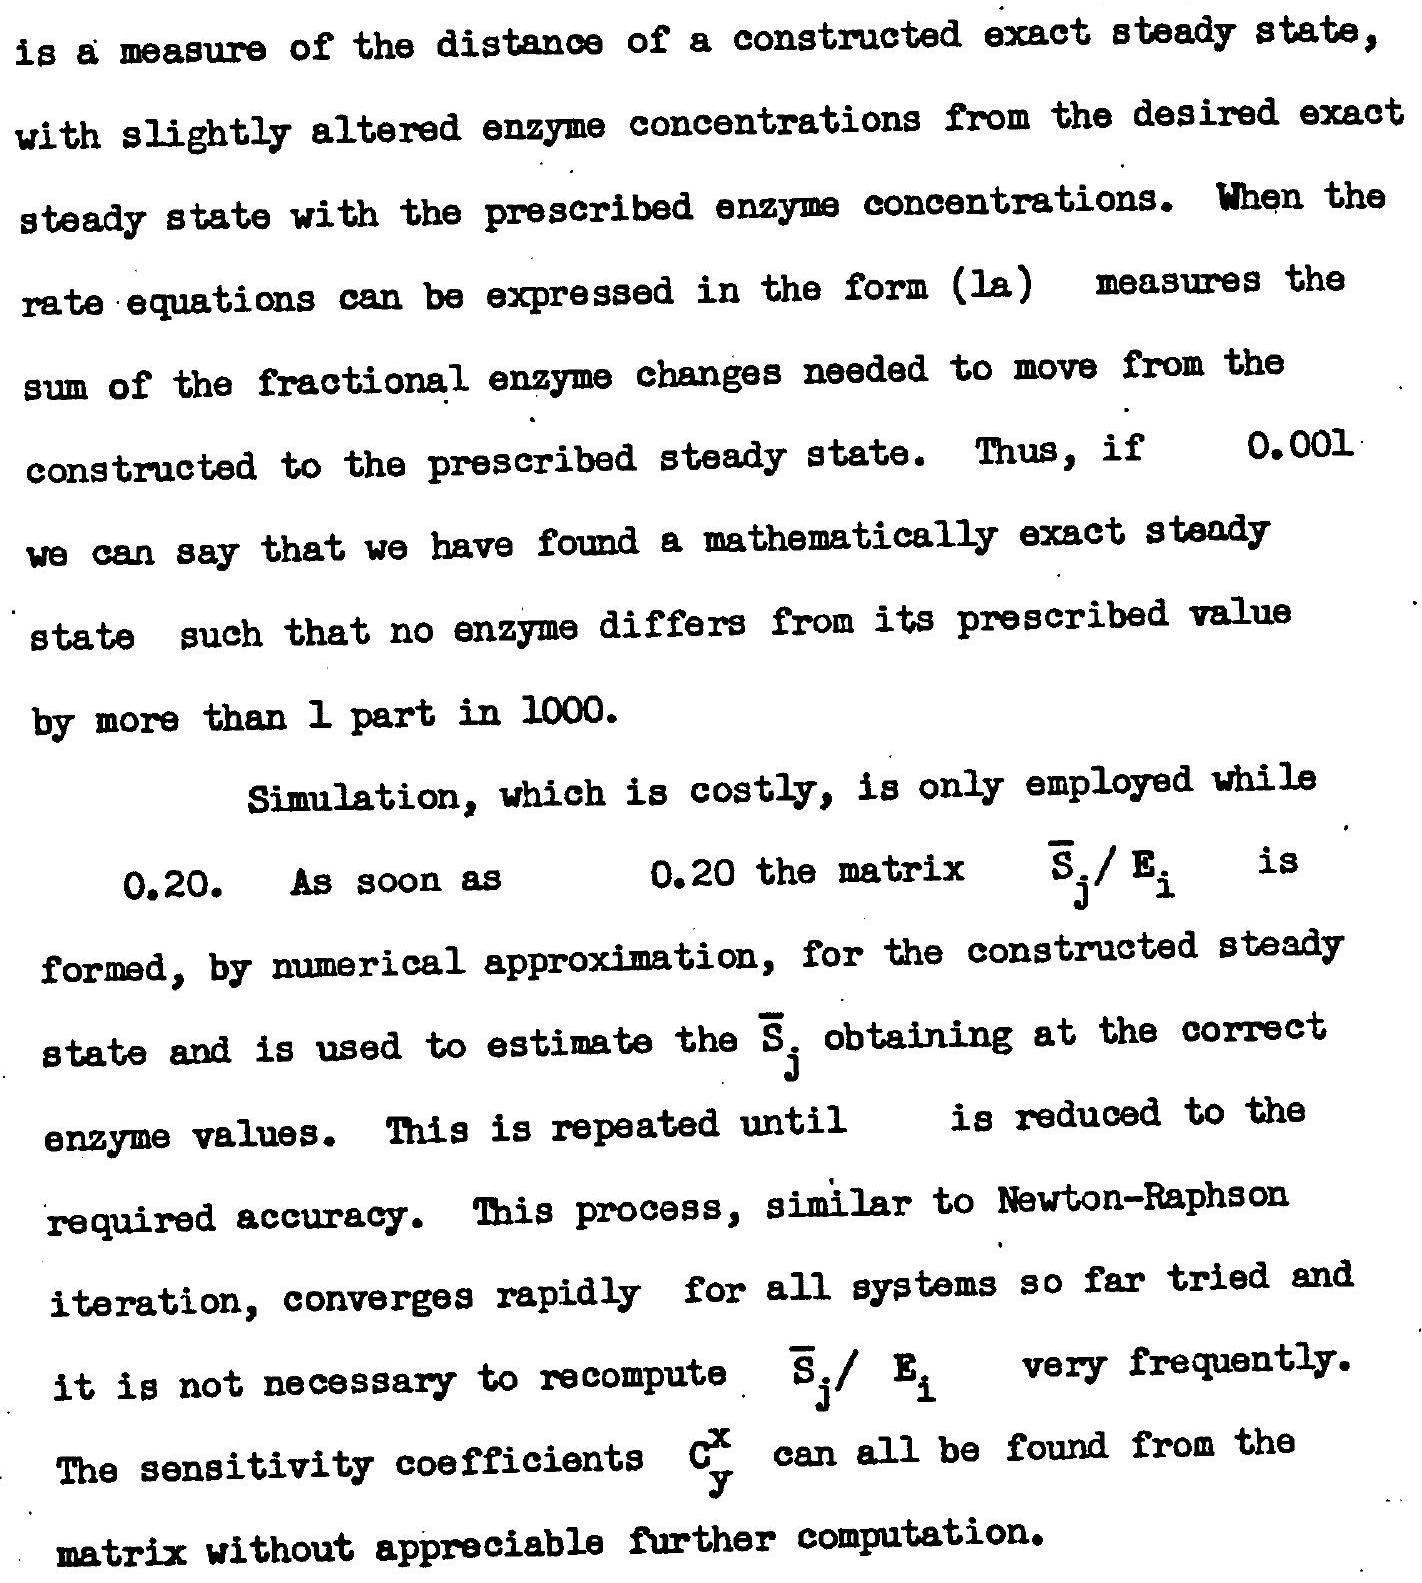 is a measure of the distance of a constructed exact steady state,
with slightly altered enzyme concentrations from the desired exact
steady state with the prescribed enzyme concentrations. When the
rate equations can be expressed in the form (1a) measures the
sum of the fractional enzyme changes needed to move from the
constructed to the prescribed steady state. Thus, if 0.001
we can say that we have found a mathematically exact steady
state such that no enzyme differs from its prescribed value
by more than 1 part in 1000.
Simulation, which is costly, is only employed while
0.20. As soon as 0.20 the matrix S̄j/ Ei is
formed, by numerical approximation, for the constructed steady
state and is used to estimate the S̄j obtaining at the correct
enzyme values. This is repeated until is reduced to the
required accuracy. This process, similar to Newton-Raphson
iteration, converges rapidly for all systems so far tried and
it is not necessary to recompute S̄j/ Ei very frequently.
The sensitivity coefficients Cxy can all be found from the
matrix without appreciable further computation.